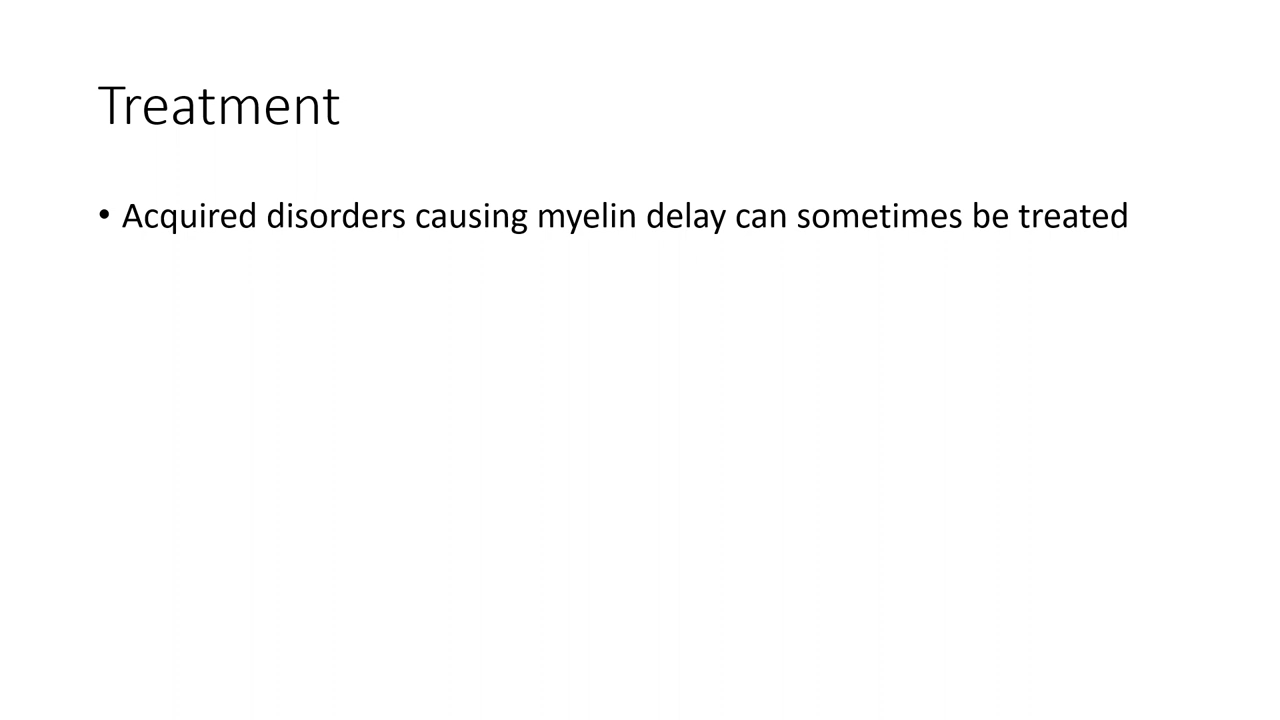 Treatment
• Acquired disorders causing myelin delay can sometimes be treated